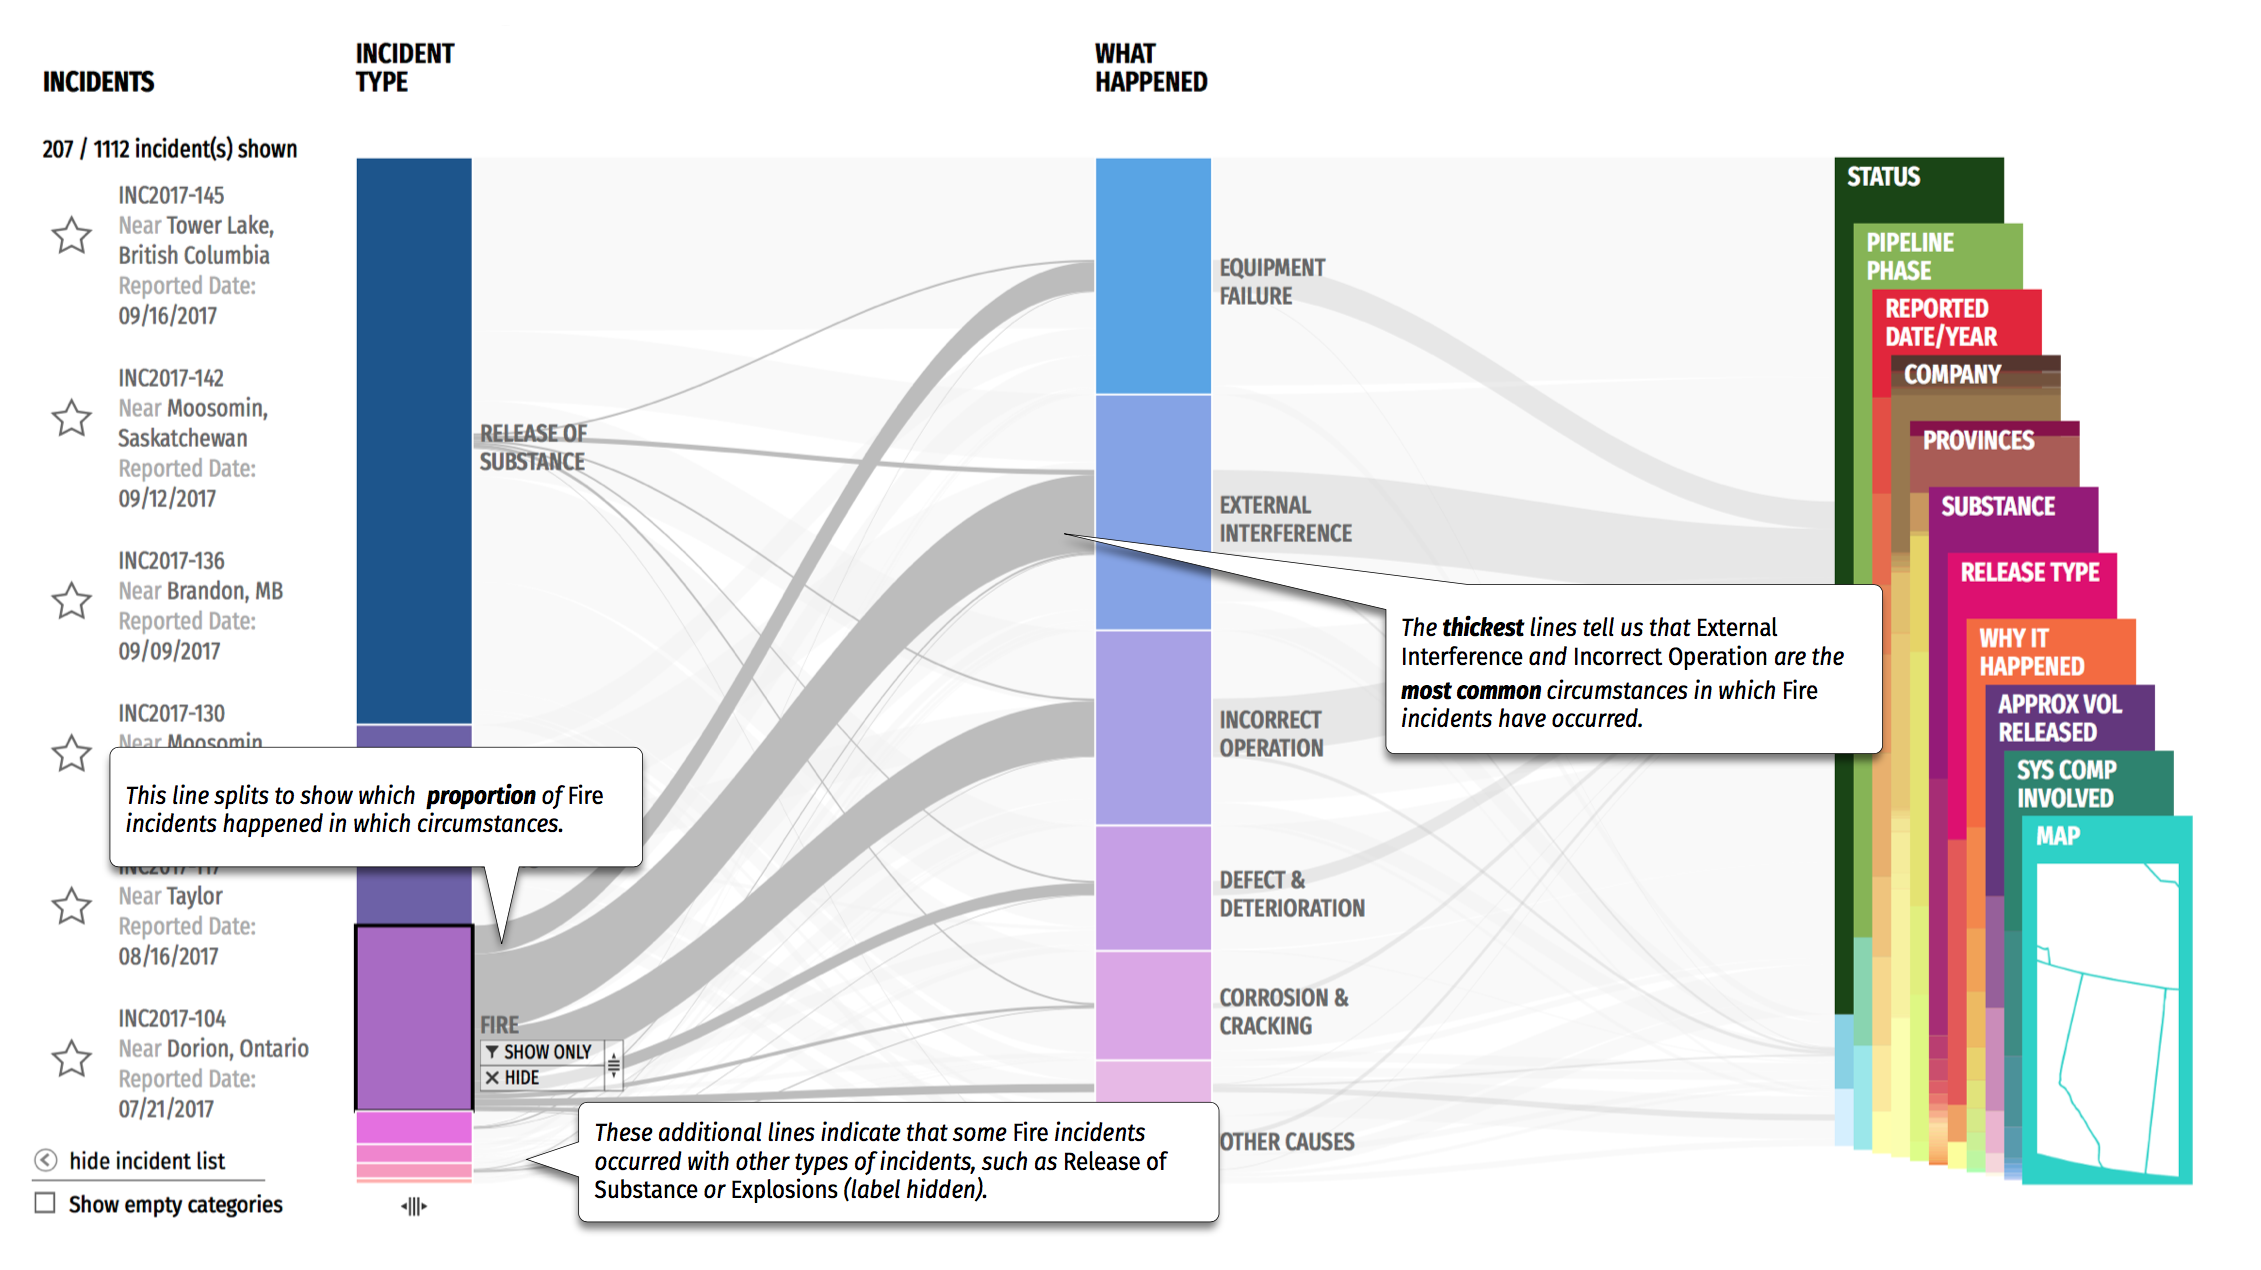 INCIDENTS
207 / 1112 incident(s) shown
INC2017-145
Near Tower Lake,
British Columbia
Reported Date:
09/16/2017
INC2017-142
Near Moosomin,
Saskatchewan
Reported Date:
09/12/2017
INC2017-136
Near Brandon, MB
Reported Date:
09/09/2017
INC2017-130
Near Moosomin
INC2017-117
Near Taylor
Reported Date:
08/16/2017
INC2017-104
Near Dorion, Ontario
Reported Date:
07/21/2017
hide incident list
Show empty categories
INCIDENT
TYPE
RELEASE OF
SUBSTANCE
This line splits to show which proportion of Fire
incidents happened in which circumstances.
FIRE
SHOW ONLY
HIDE
These additional lines indicate that some Fire incidents
occurred with other types of incidents, such as Release of
Substance or Explosions (label hidden).
WHAT
HAPPENED
EQUIPMENT
FAILURE
EXTERNAL
INTERFERENCE
INCORRECT
OPERATION
DEFECT &
DETERIORATION
CORROSION &
CRACKING
OTHER CAUSES
The thickest lines tell us that External
Interference and Incorrect Operation are the
most common circumstances in which Fire
incidents have occurred.
STATUS
PIPELINE
PHASE
REPORTED
DATE/YEAR
COMPANY
PROVINCES
SUBSTANCE
RELEASE TYPE
WHY IT
HAPPENED
APPROX VOL
RELEASED
SYS COMP
INVOLVED
MAP